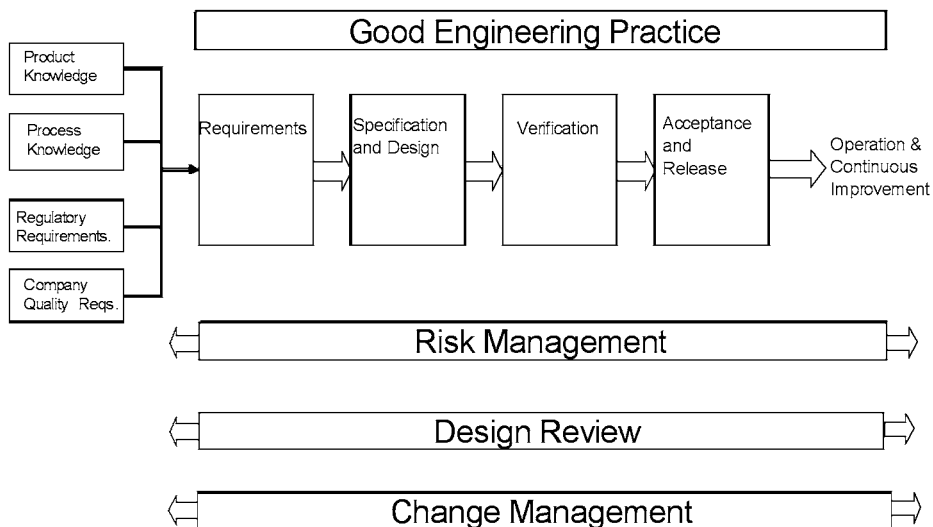 Good Engineering Practice
Product
Knowledge
Process
Knowledge
Regulatory
Requirements.
Company
Quality Reqs.
Requirements
Specification
and Design
Verification
Acceptance
and
Release
Operation &
Continuous
Improvement
Risk Management
Design Review
Change Management